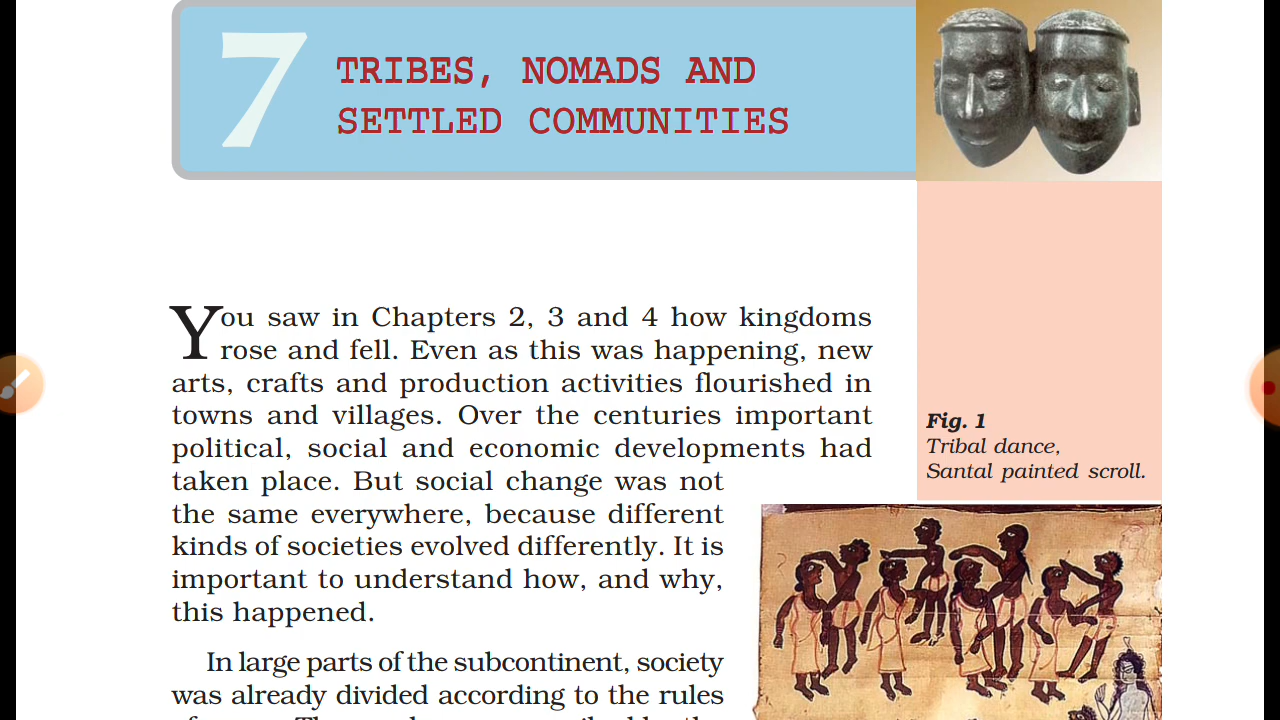 7
TRIBES, NOMADS AND
SETTLED COMMUNITIES
You saw in Chapters 2, 3 and 4 how kingdoms
rose and fell. Even as this was happening, new
arts, crafts and production activities flourished in
towns and villages. Over the centuries important
political, social and economic developments had
taken place. But social change was not
the same everywhere, because different
kinds of societies evolved differently. It is
important to understand how, and why,
this happened.
In large parts of the subcontinent, society
was already divided according to the rules
Fig. 1
Tribal dance,
Santal painted scroll.